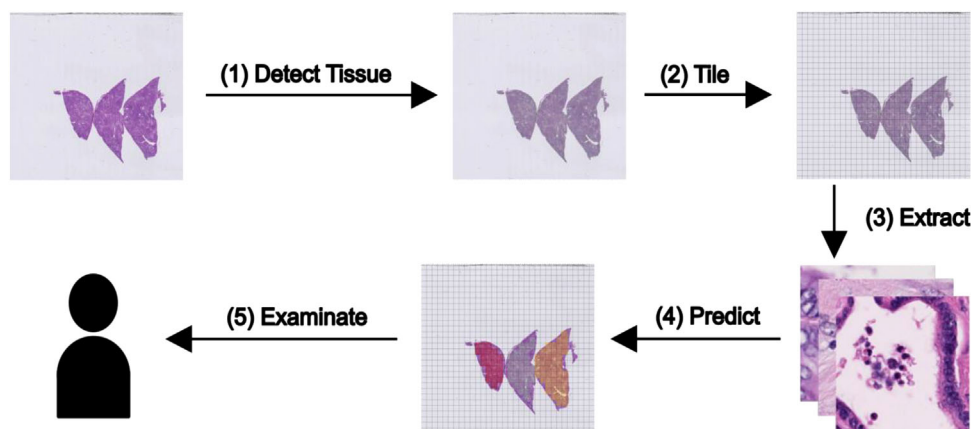 (1) Detect Tissue
(2) Tile
(3) Extract
(4) Predict
(5) Examinate